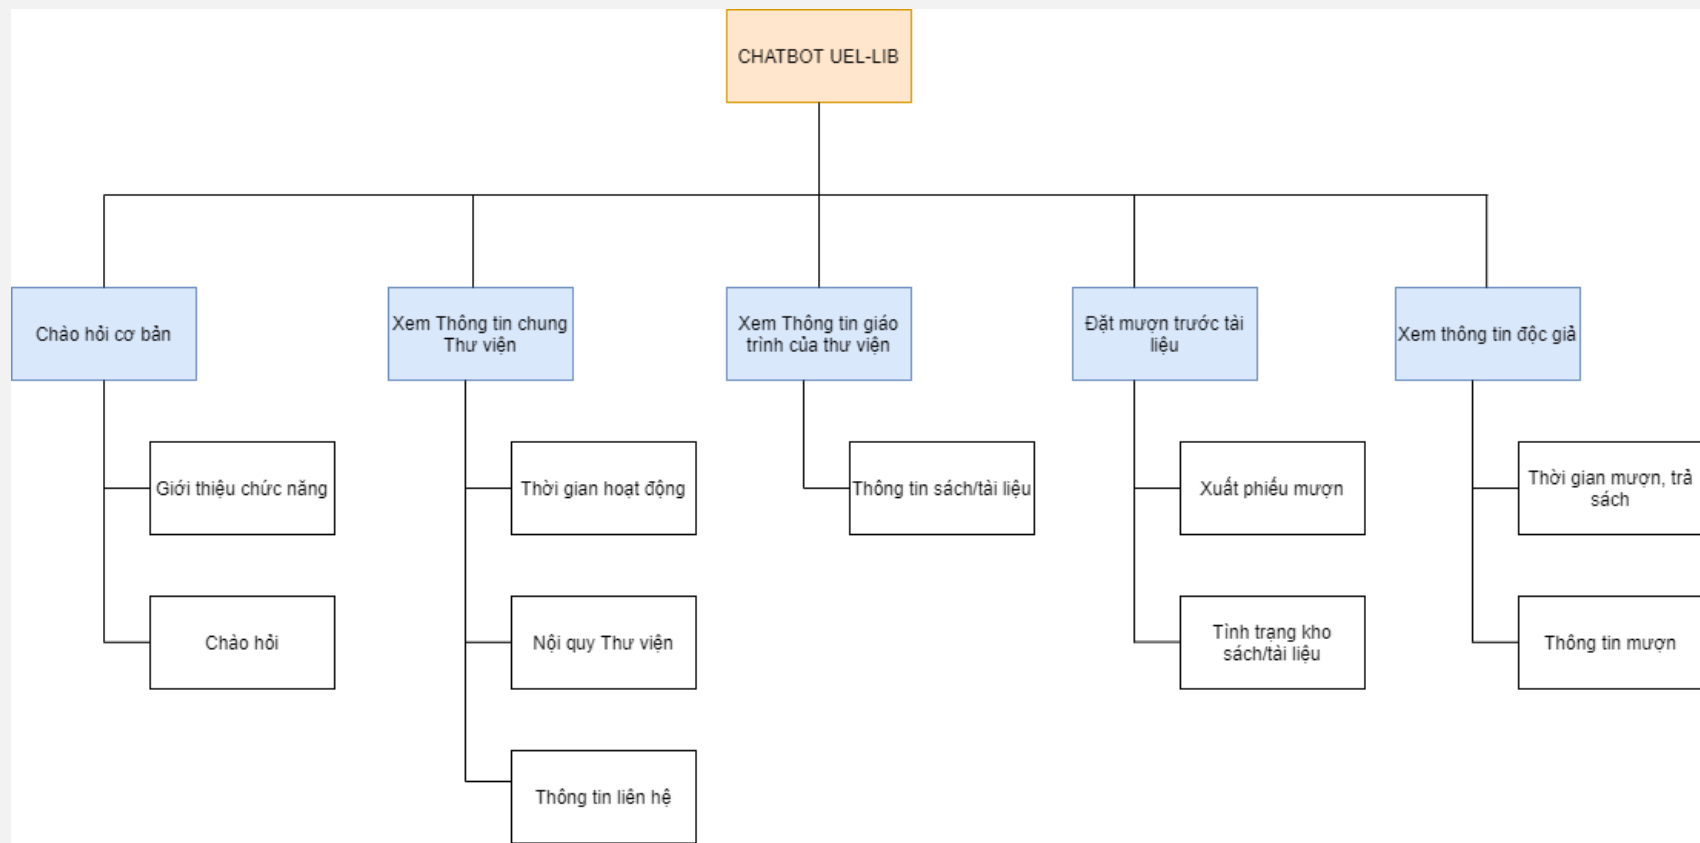 CHATBOT UEL-LIB
Chào hỏi cơ bản
Xem Thông tin chung
Thư viện
Xem Thông tin giáo
trình của thư viện
Đặt mượn trước tài
liệu
Xem thông tin độc giả
Giới thiệu chức năng
Thời gian hoạt động
Thông tin sách/tài liệu
Xuất phiếu mượn
Thời gian mượn, trả
sách
Chào hỏi
Nội quy Thư viện
Tình trạng kho
sách/tài liệu
Thông tin mượn
Thông tin liên hệ